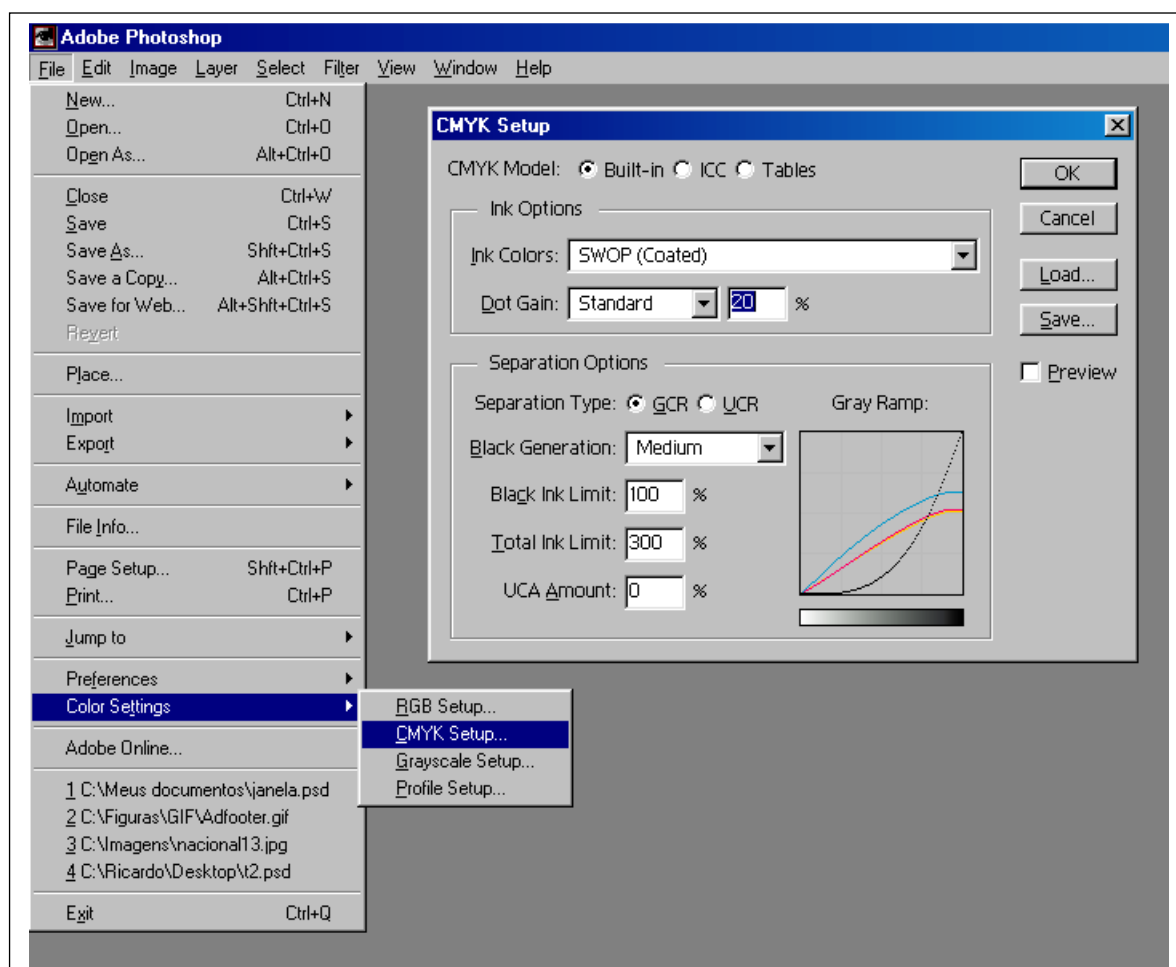 Adobe Photoshop
File Edit Image Layer Select Filter View Window Help
New... Ctrl+N
Open... Ctrl+O
Open As... Alt+Ctrl+O
Close Ctrl+W
Save Ctrl+S
Save As... Shft+Ctrl+S
Save a Copy... Alt+Ctrl+S
Save for Web... Alt+Shft+Ctrl+S
Revert
Place...
Import
Export
Automate
File Info...
Page Setup... Shft+Ctrl+P
Print... Ctrl+P
Jump to
Preferences
Color Settings
Adobe Online...
1 C:\Meus documentos\janela.psd
2 C:\Figuras\GIF\Adfooter.gif
3 C:\Imagens\nacional13.jpg
4 C:\Ricardo\Desktop\t2.psd
Exit Ctrl+Q
RGB Setup...
CMYK Setup...
Grayscale Setup...
Profile Setup...
CMYK Setup
CMYK Model: Built-in ICC Tables
Ink Options
Ink Colors: SWOP (Coated)
Dot Gain: Standard 20 %
Separation Options
Separation Type: GCR UCR
Gray Ramp:
Black Generation: Medium
Black Ink Limit: 100 %
Total Ink Limit: 300 %
UCA Amount: 0 %
OK
Cancel
Load...
Save...
Preview